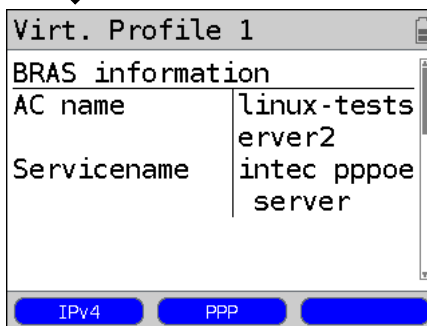 Virt. Profile 1
BRAS information
AC name linux-tests
erver2
Servicename intec pppoe
server
IPv4 PPP